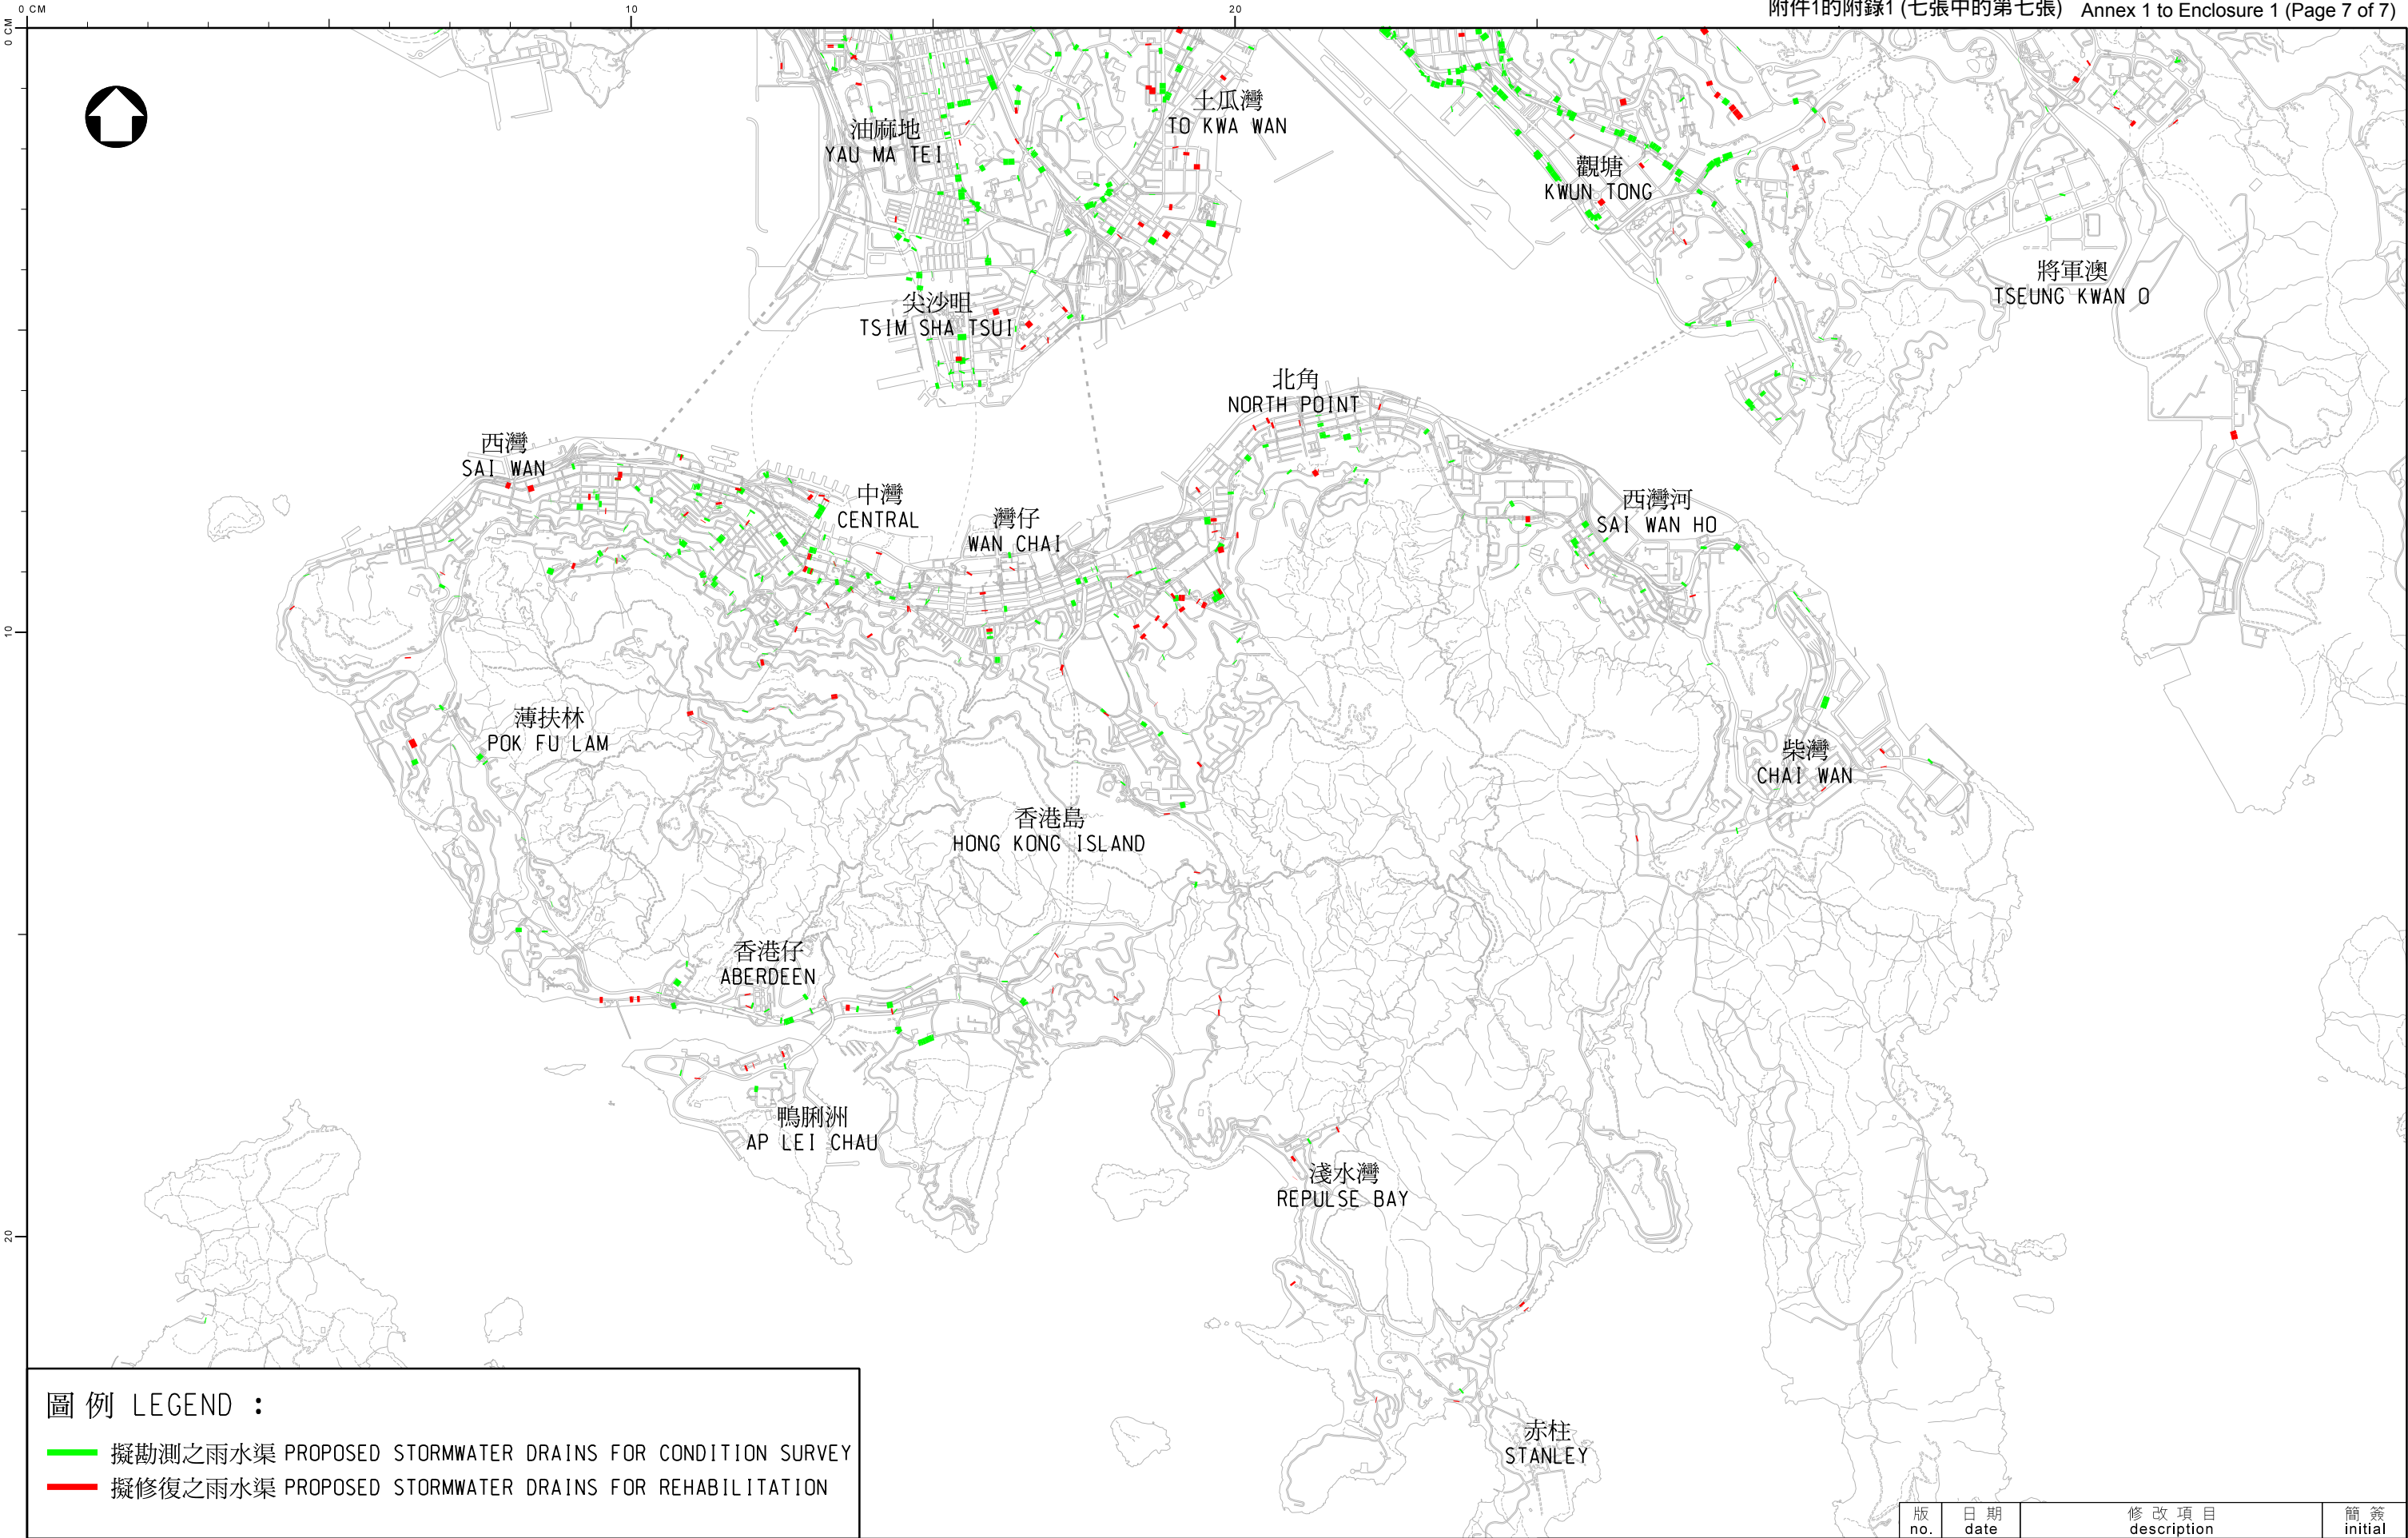 附件1的附錄1 (七張中的第七張) Annex 1 to Enclosure 1 (Page 7 of 7)
0 CM
10
20
0 CM
10
20
土瓜灣
TO KWA WAN
油麻地
YAU MA TEI
觀塘
KWUN TONG
將軍澳
TSEUNG KWAN O
尖沙咀
TSIM SHA TSUI
北角
NORTH POINT
西灣
SAI WAN
中灣
CENTRAL
灣仔
WAN CHAI
西灣河
SAI WAN HO
薄扶林
POK FU LAM
柴灣
CHAI WAN
香港島
HONG KONG ISLAND
香港仔
ABERDEEN
鴨脷洲
AP LEI CHAU
淺水灣
REPULSE BAY
赤柱
STANLEY
圖例 LEGEND :
擬勘測之雨水渠 PROPOSED STORMWATER DRAINS FOR CONDITION SURVEY
擬修復之雨水渠 PROPOSED STORMWATER DRAINS FOR REHABILITATION
版 日期 修改項目 簡簽
no. date description initial